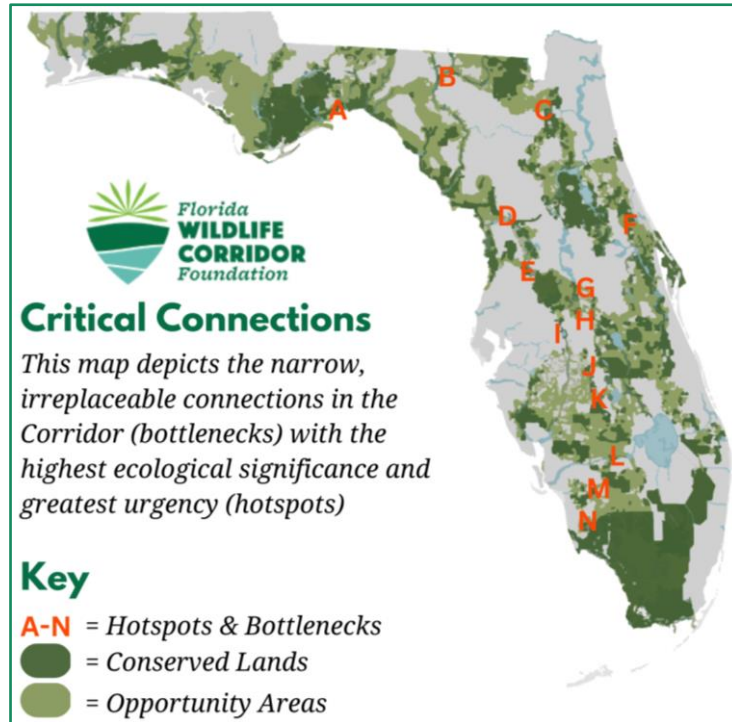 B
C
A
D
F
E
G
H
I
J
K
L
M
N
Florida
WILDLIFE
CORRIDOR
Foundation
Critical Connections
This map depicts the narrow,
irreplaceable connections in the
Corridor (bottlenecks) with the
highest ecological significance and
greatest urgency (hotspots)
Key
A-N = Hotspots & Bottlenecks
= Conserved Lands
= Opportunity Areas